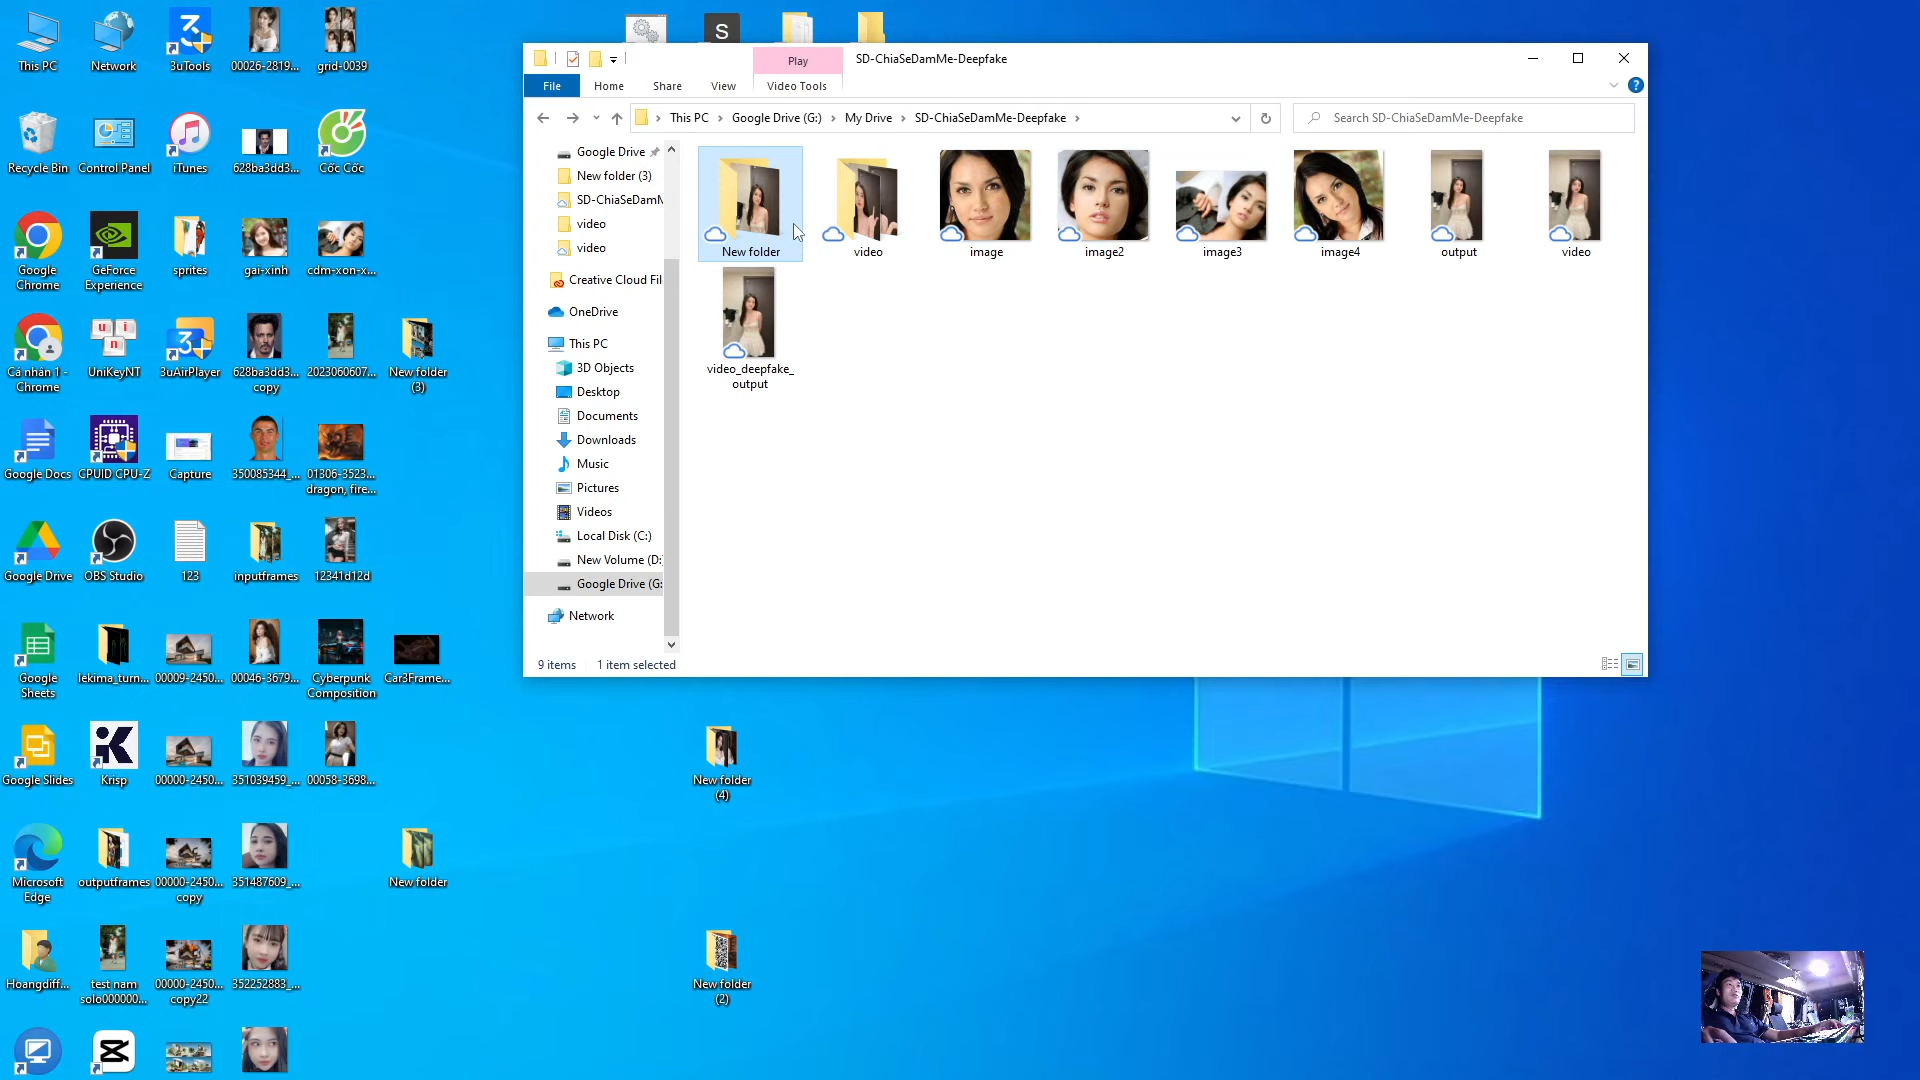 This PC
Network
3uTools
00026-2819...
grid-0039
Recycle Bin
Control Panel
iTunes
628ba3dd3...
Cốc Cốc
Google
Chrome
GeForce
Experience
sprites
gai-xinh
cdm-xon-x...
Cá nhân 1 -
Chrome
UniKeyNT
3uAirPlayer
628ba3dd3...
copy
2023060607...
New folder
(3)
Google Docs
CPUID CPU-Z
Capture
350085344_...
01306-3523...
dragon, fire...
Google Drive
OBS Studio
123
inputframes
12341d12d
Google
Sheets
lekima_turn...
00009-2450...
00046-3679...
Cyberpunk
Composition
Car3Frame...
Google Slides
Krisp
00000-2450...
351039459_...
00058-3698...
Microsoft
Edge
outputframes
00000-2450...
copy
351487609_...
New folder
Hoangdiff...
test nam
solo000000...
00000-2450...
copy22
352252883_...
New folder
(4)
New folder
(2)
S
Play
SD-ChiaSeDamMe-Deepfake
File
Home
Share
View
Video Tools
This PC
Google Drive (G:)
My Drive
SD-ChiaSeDamMe-Deepfake
Search SD-ChiaSeDamMe-Deepfake
Google Drive
New folder (3)
SD-ChiaSeDamM
video
video
Creative Cloud Fil
OneDrive
This PC
3D Objects
Desktop
Documents
Downloads
Music
Pictures
Videos
Local Disk (C:)
New Volume (D:
Google Drive (G:
Network
New folder
video
image
image2
image3
image4
output
video
video_deepfake_
output
9 items
1 item selected